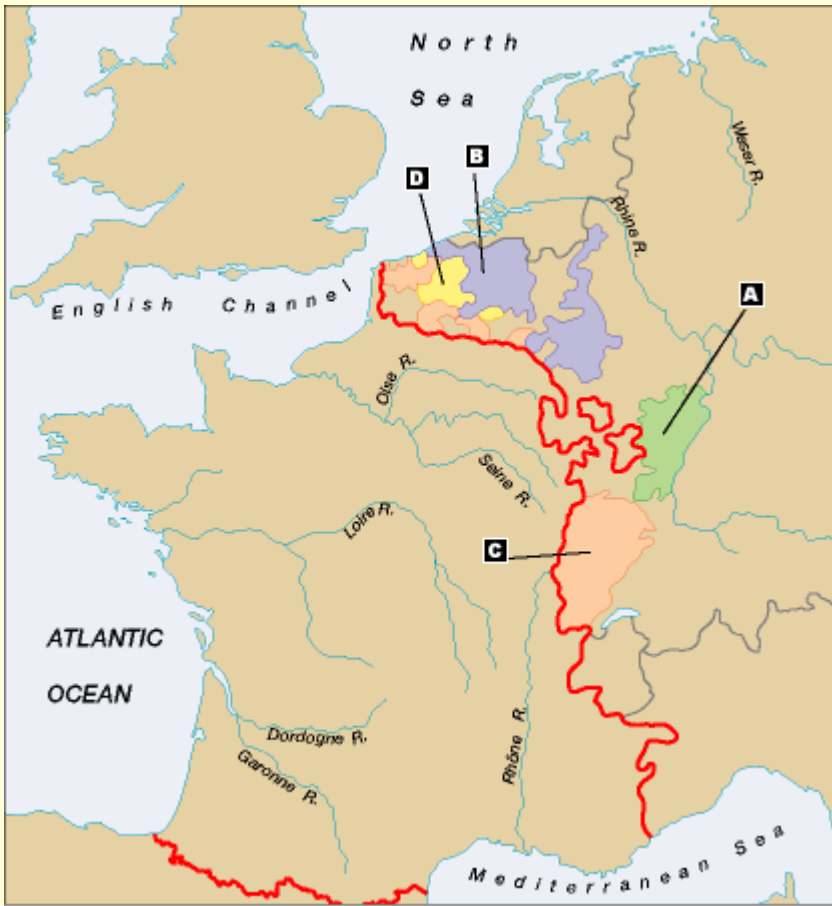 North
Sea
Weser R.
B
D
Rhine R.
A
English Channel
Oise R.
Seine R.
Loire R.
C
ATLANTIC
OCEAN
Rhône R.
Dordogne R.
Garonne R.
Mediterranean Sea